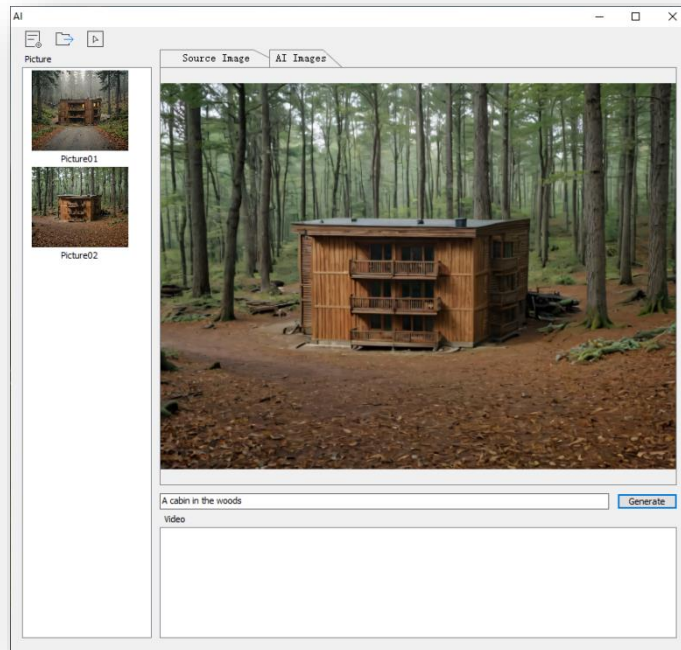 AI
Picture
Source Image
AI Images
Picture01
Picture02
A cabin in the woods
Generate
Video